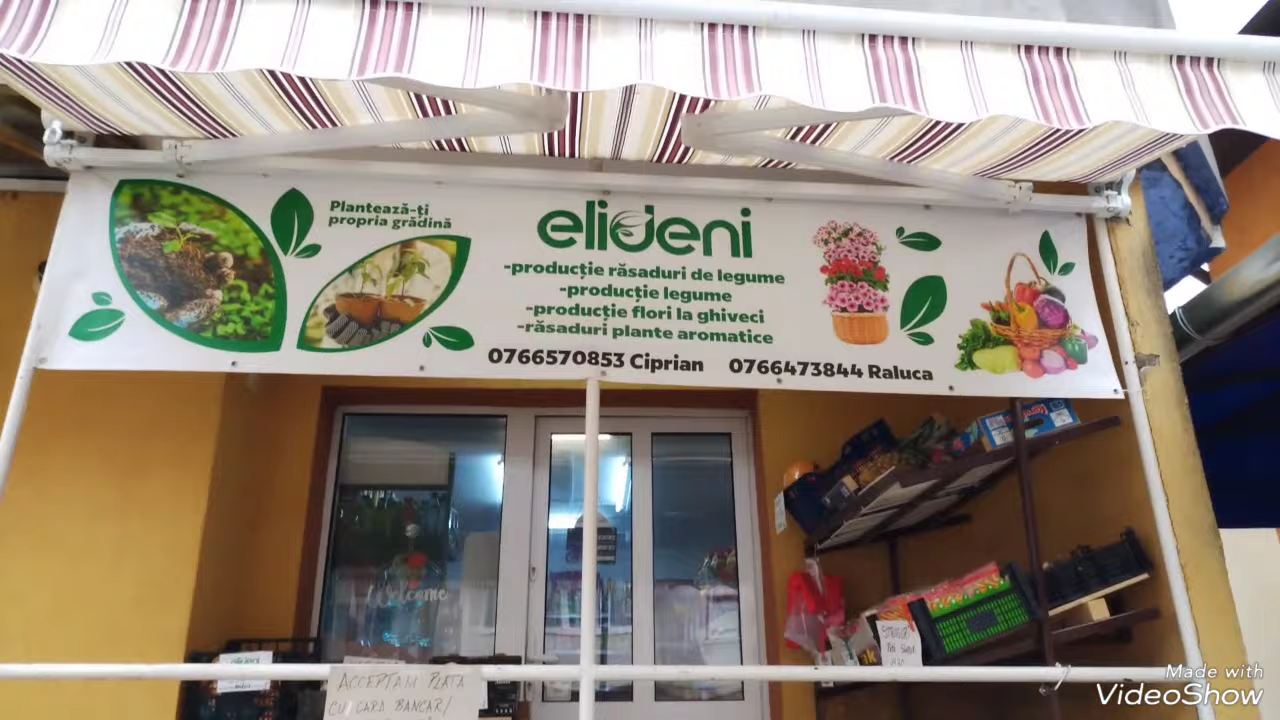 Plantează-ți
propria grădină
elideni
-producție răsaduri de legume
-producție legume
-producție flori la ghiveci
-răsaduri plante aromatice
0766570853 Ciprian 0766473844 Raluca
Welcome
ACCEPTAM PLATA
CU CARD BANCAR/
Made with
VideoShow